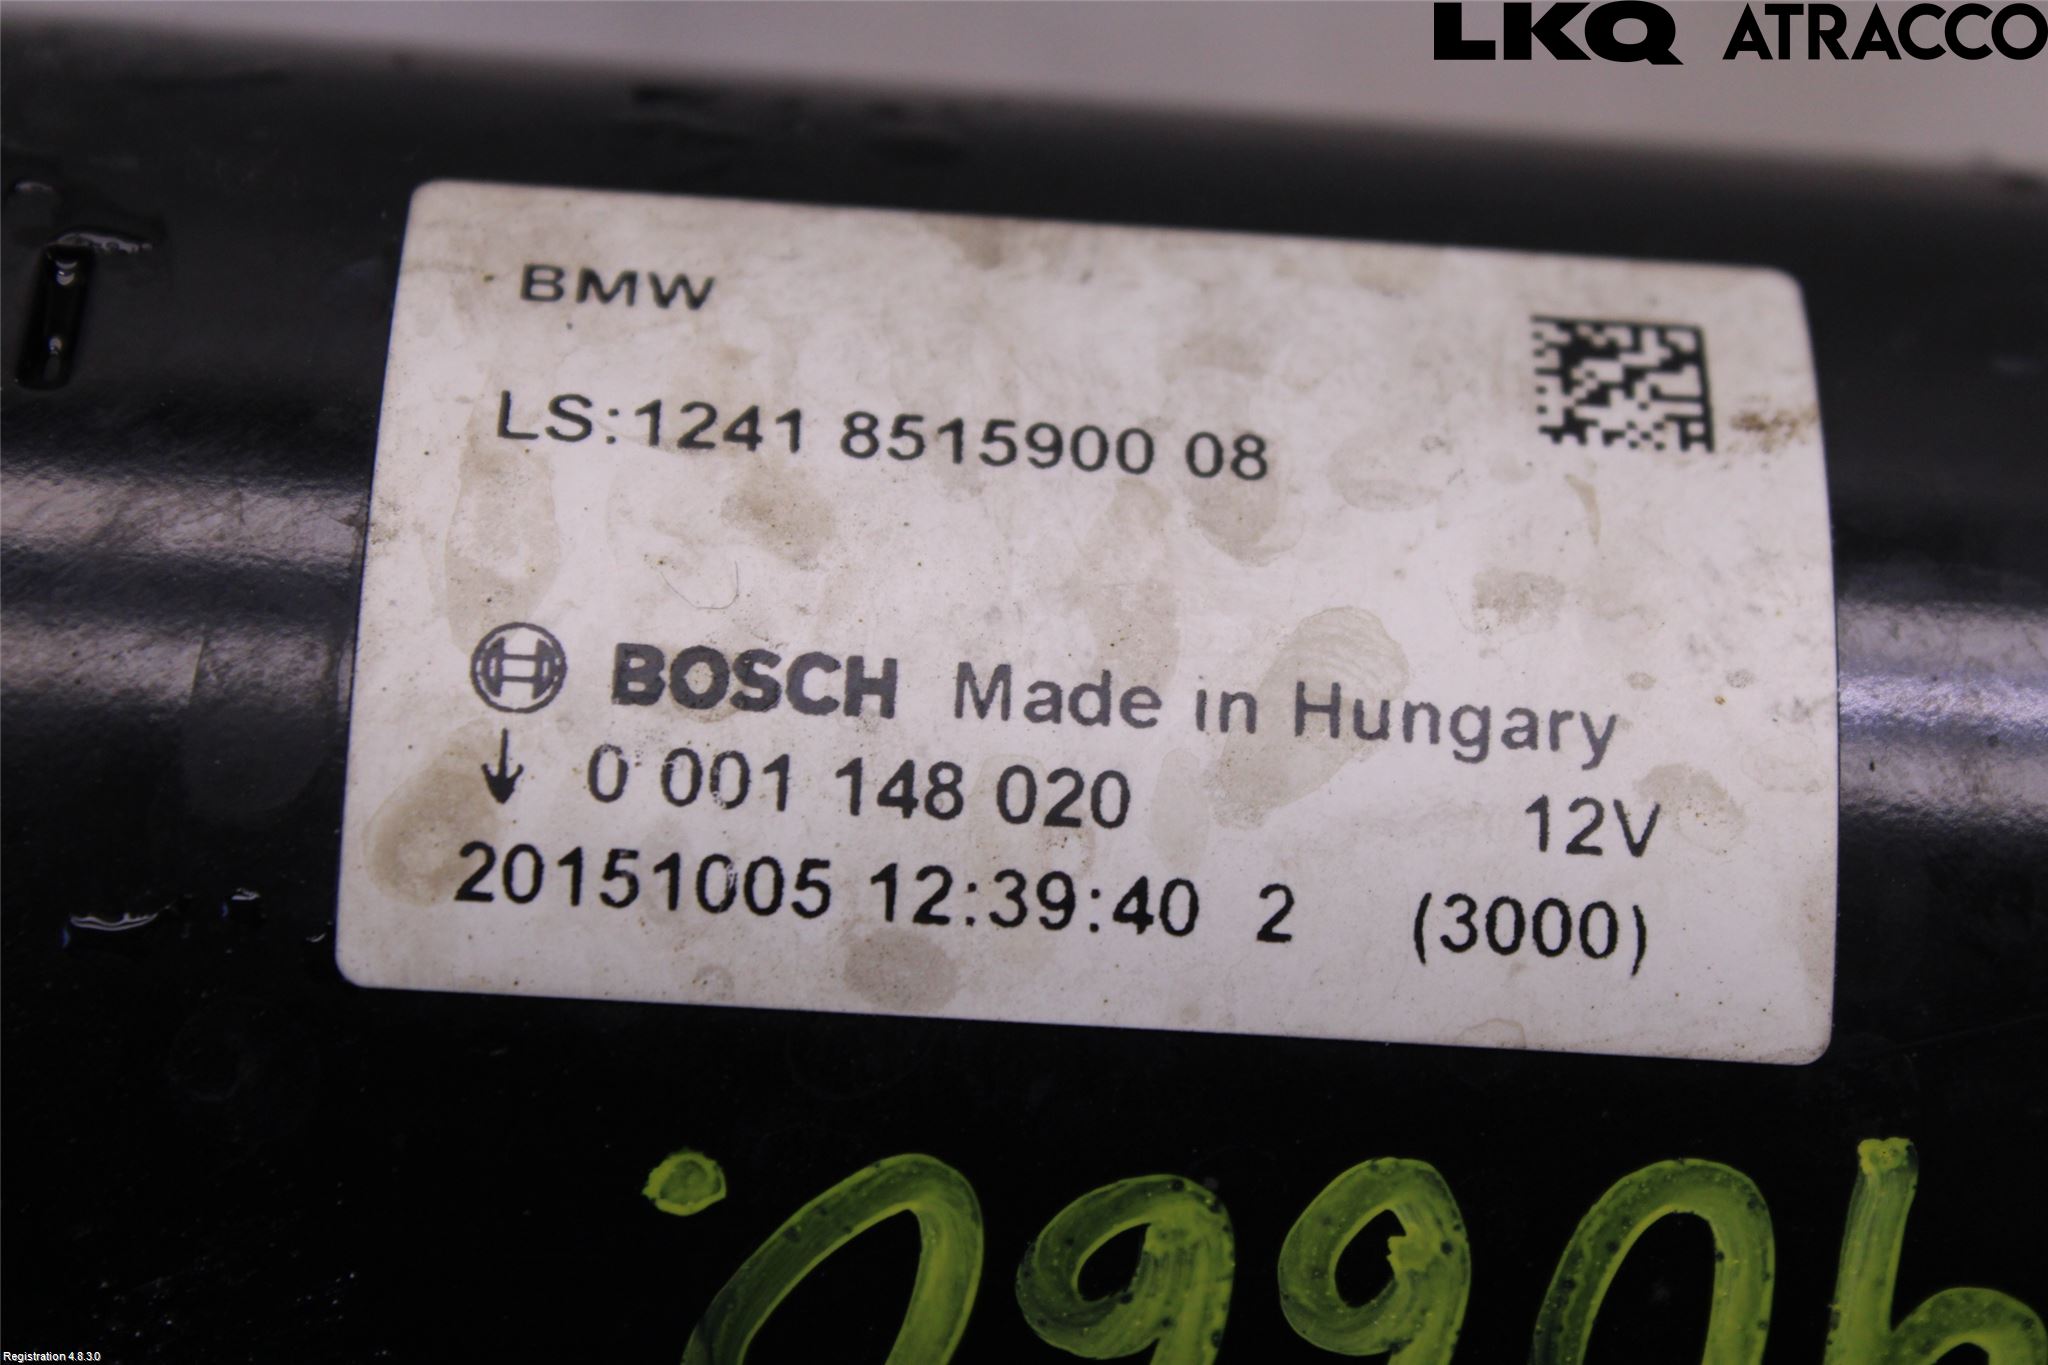 LKQ ATRACCO
BMW
LS:1241 8515900 08
BOSCH Made in Hungary
↓ 0 001 148 020 12V
20151005 12:39:40 2 (3000)
Registration 4.8.3.0